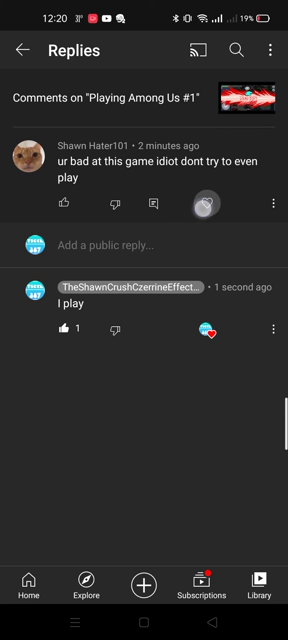 12:20
19%
Replies
Comments on "Playing Among Us #1"
Shawn Hater101 • 2 minutes ago
ur bad at this game idiot dont try to even
play
Add a public reply...
TheShawnCrushCzerrineEffect... • 1 second ago
I play
1
Home
Explore
Subscriptions
Library